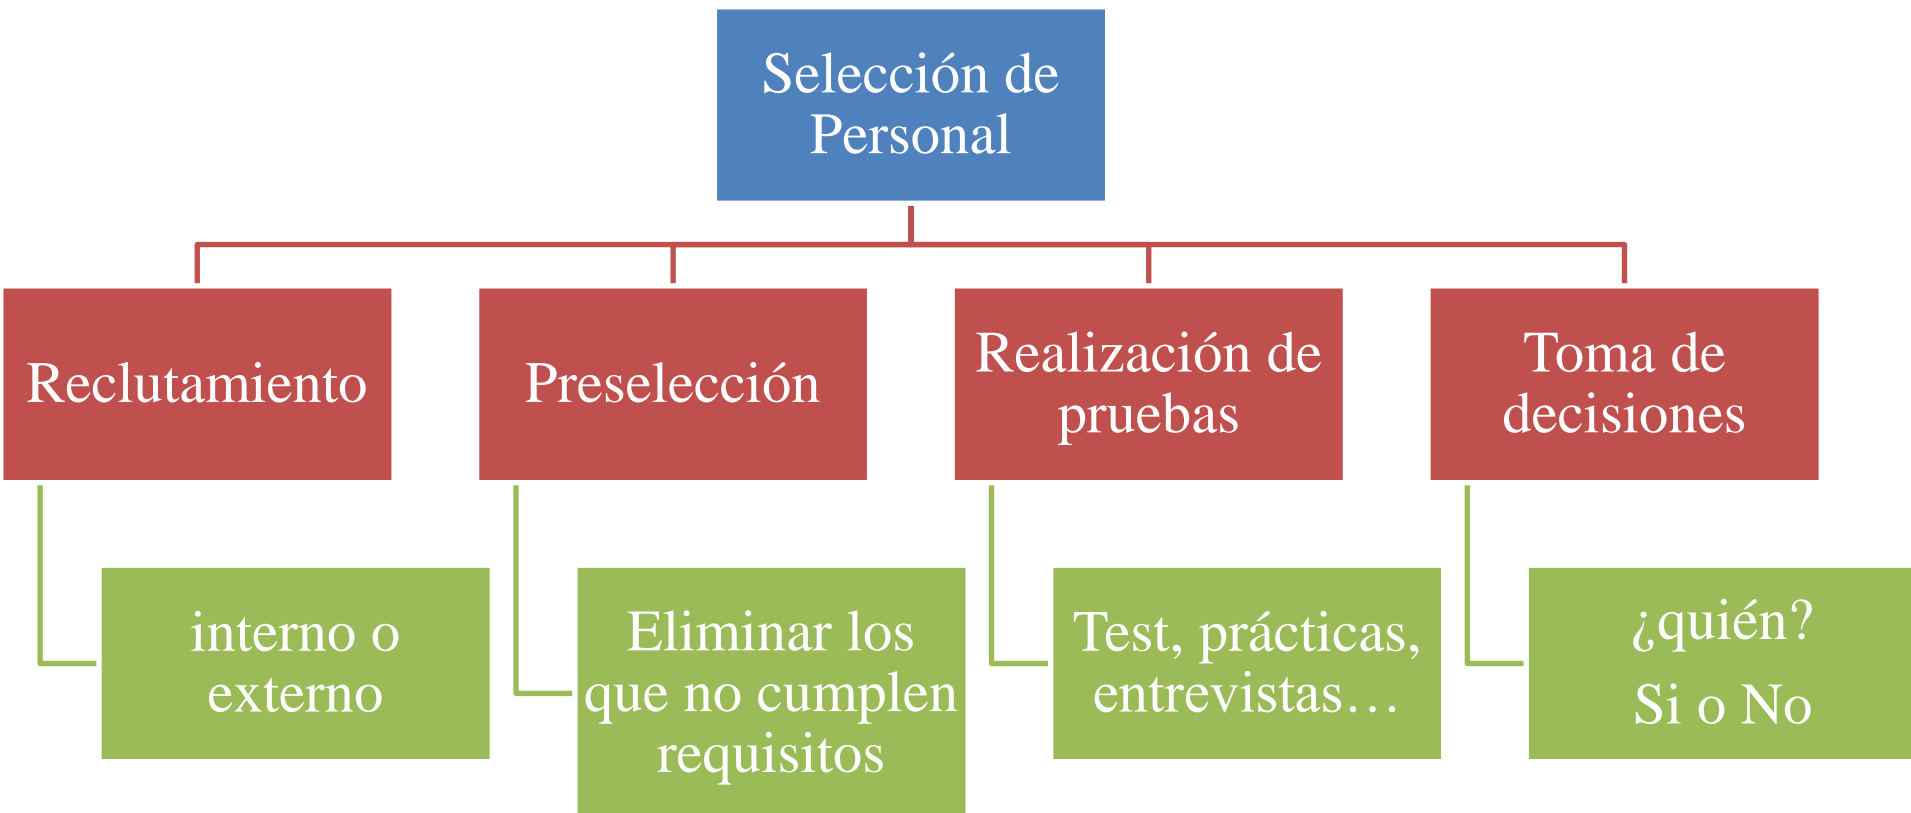 Selección de
Personal
Reclutamiento
Preselección
Realización de
pruebas
Toma de
decisiones
interno o
externo
Eliminar los
que no cumplen
requisitos
Test, prácticas,
entrevistas…
¿quién?
Si o No